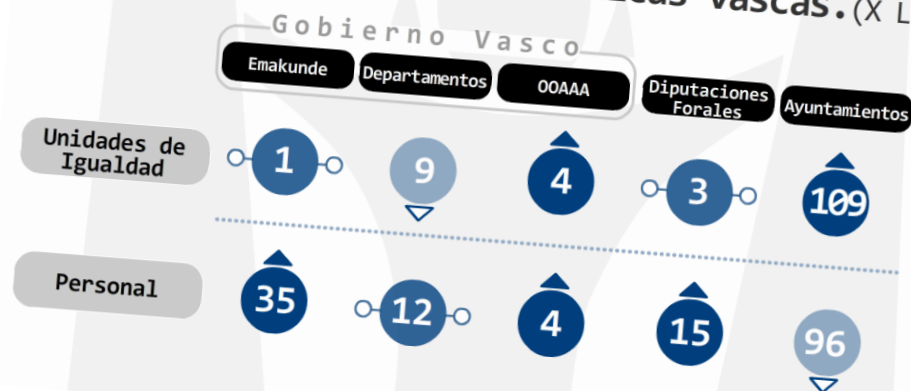 vascas.(X L
Gobierno Vasco
Emakunde Departamentos OOAAA Diputaciones Forales Ayuntamientos
Unidades de Igualdad 1 9 4 3 109
Personal 35 12 4 15 96